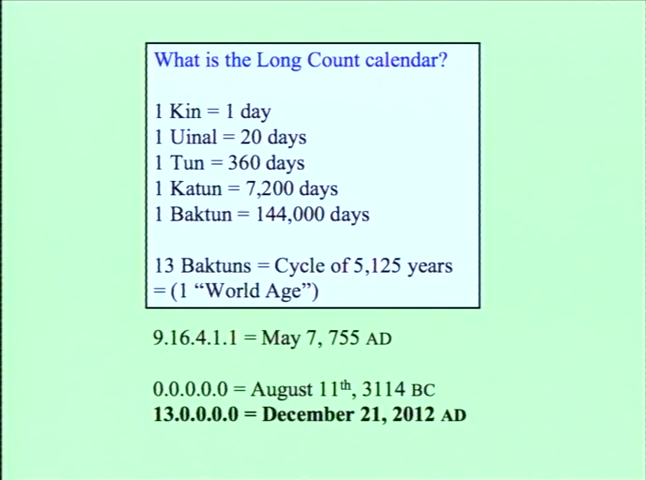 What is the Long Count calendar?
1 Kin = 1 day
1 Uinal = 20 days
1 Tun = 360 days
1 Katun = 7,200 days
1 Baktun = 144,000 days
13 Baktuns = Cycle of 5,125 years
= (1 “World Age”)
9.16.4.1.1 = May 7, 755 AD
0.0.0.0.0 = August 11th, 3114 BC
13.0.0.0.0 = December 21, 2012 AD